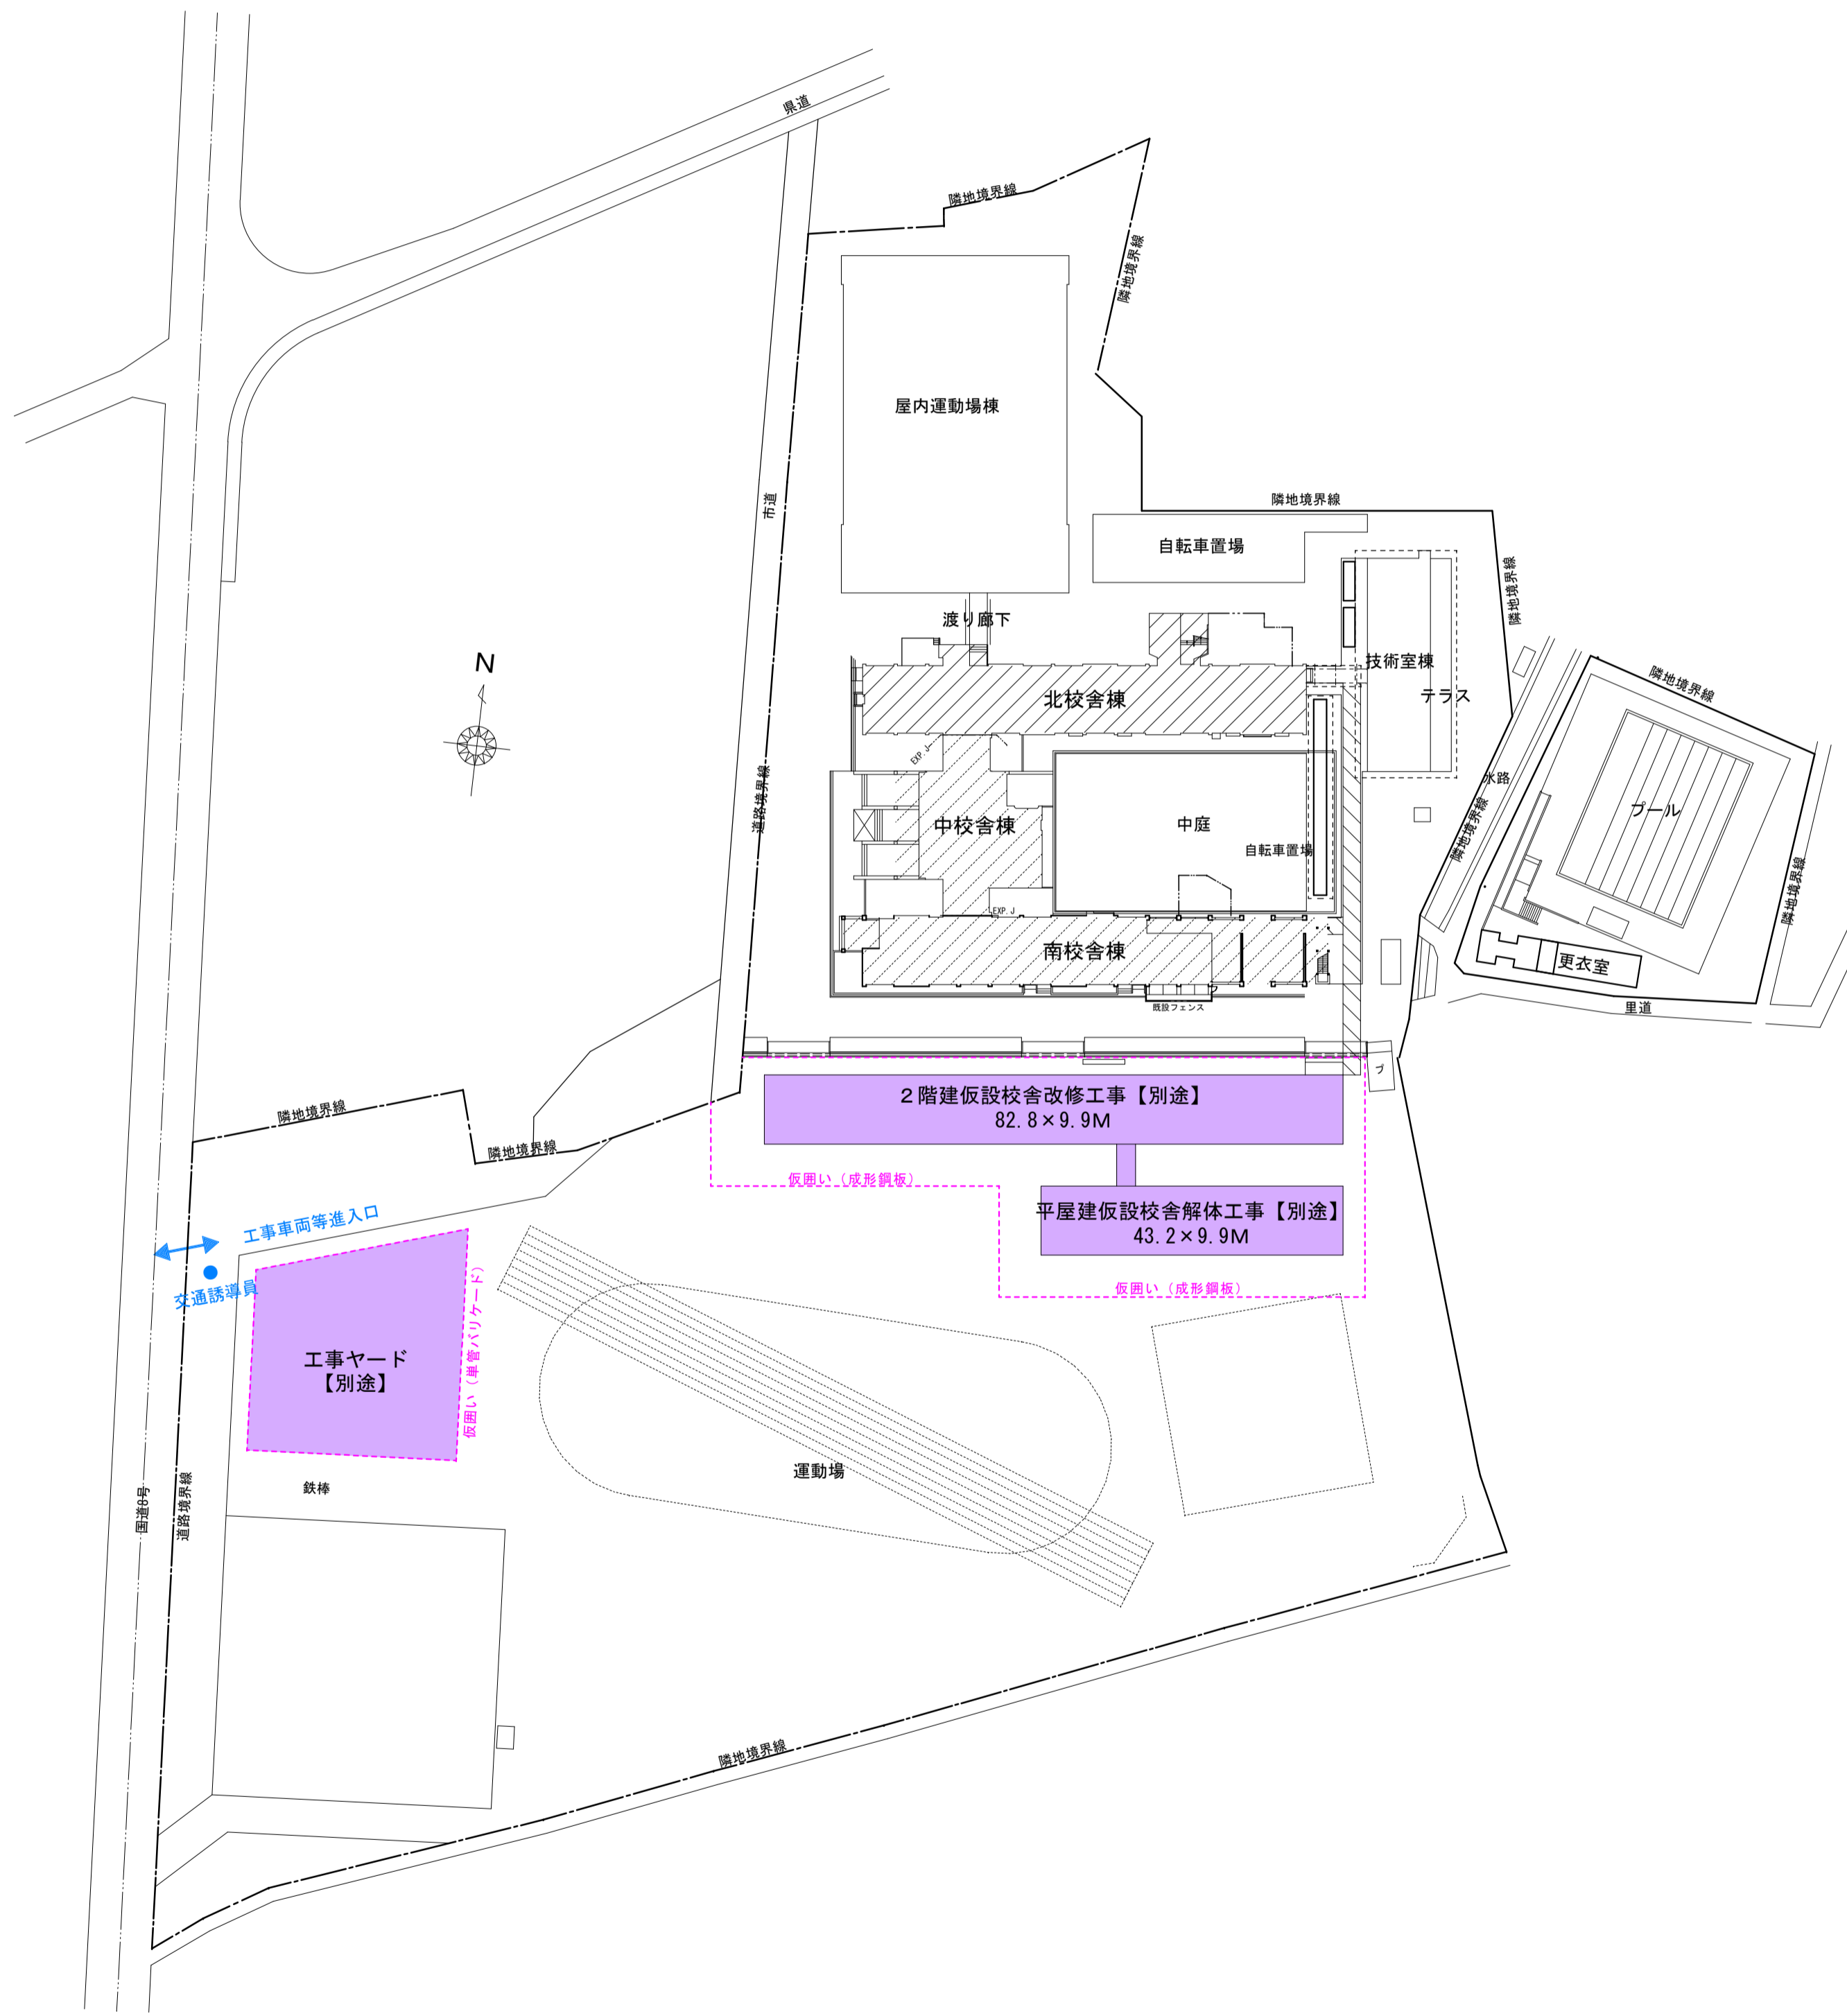 県道
隣地境界線
隣地境界線
屋内運動場棟
市道
隣地境界線
自転車置場
隣地境界線
渡り廊下
N
技術室棟
テラス
隣地境界線
北校舎棟
EXP.J
水路
道路境界線
中校舎棟
中庭
自転車置場
隣地境界線
プール
隣地境界線
EXP.J
南校舎棟
更衣室
既設フェンス
里道
プ
2階建仮設校舎改修工事【別途】
82.8×9.9M
隣地境界線
隣地境界線
仮囲い（成形鋼板）
平屋建仮設校舎解体工事【別途】
43.2×9.9M
工事車両等進入口
交通誘導員
仮囲い（成形鋼板）
仮囲い（単管バリケード）
工事ヤード
【別途】
運動場
鉄棒
国道8号
道路境界線
隣地境界線